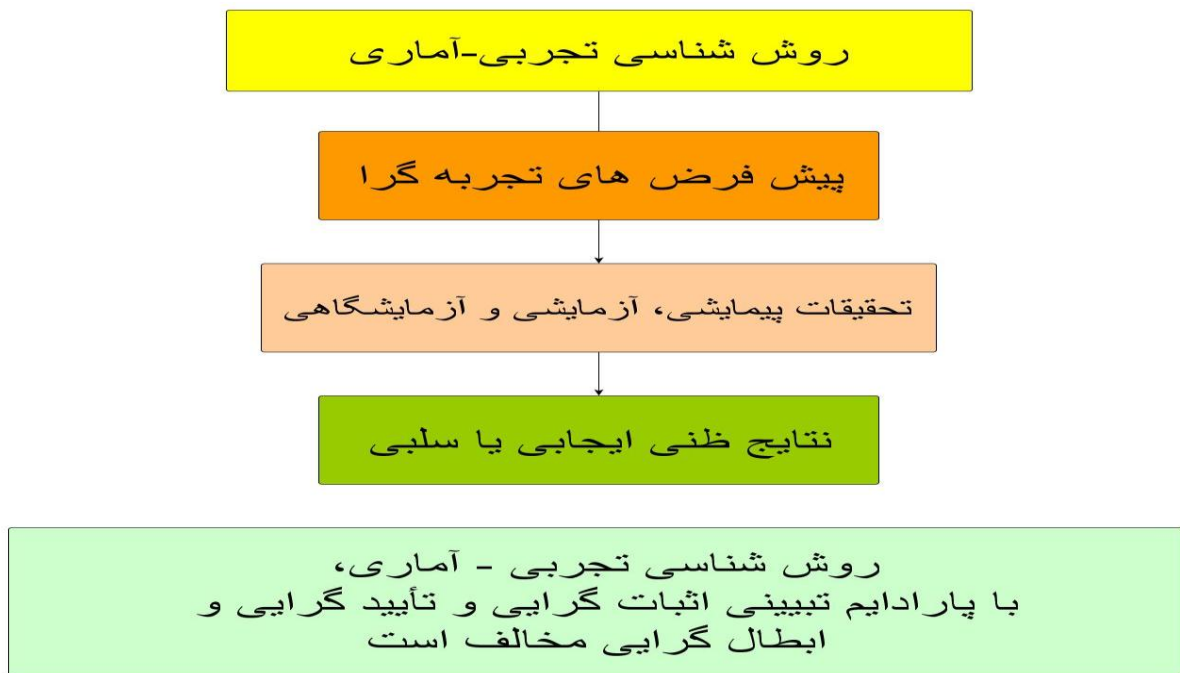 روش شناسی تجربی-آماری
پیش فرض های تجربه گرا
تحقیقات پیمایشی، آزمایشی و آزمایشگاهی
نتایج ظنی ایجابی یا سلبی
روش شناسی تجربی - آماری،
با پارادایم تبیینی اثبات گرایی و تأیید گرایی و
ابطال گرایی مخالف است